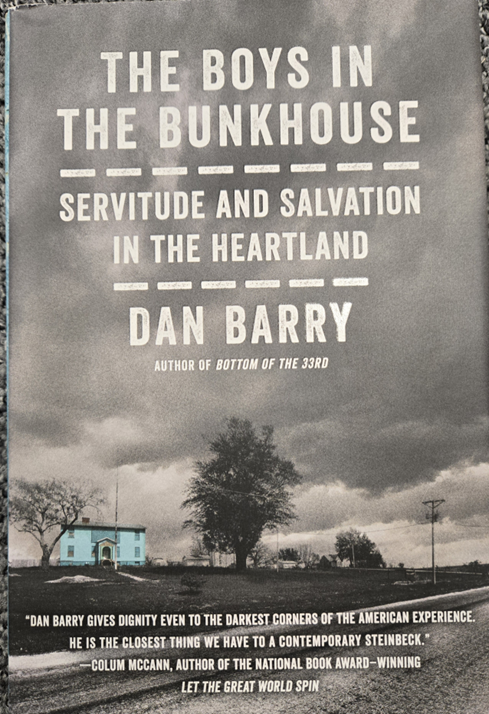 THE BOYS IN
THE BUNKHOUSE
SERVITUDE AND SALVATION
IN THE HEARTLAND
DAN BARRY
AUTHOR OF BOTTOM OF THE 33RD
"DAN BARRY GIVES DIGNITY EVEN TO THE DARKEST CORNERS OF THE AMERICAN EXPERIENCE.
HE IS THE CLOSEST THING WE HAVE TO A CONTEMPORARY STEINBECK."
—COLUM MCCANN, AUTHOR OF THE NATIONAL BOOK AWARD–WINNING
LET THE GREAT WORLD SPIN